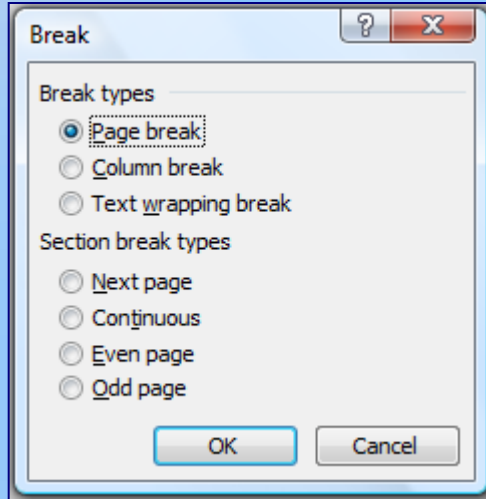 Break
Break types
Page break
Column break
Text wrapping break
Section break types
Next page
Continuous
Even page
Odd page
OK Cancel